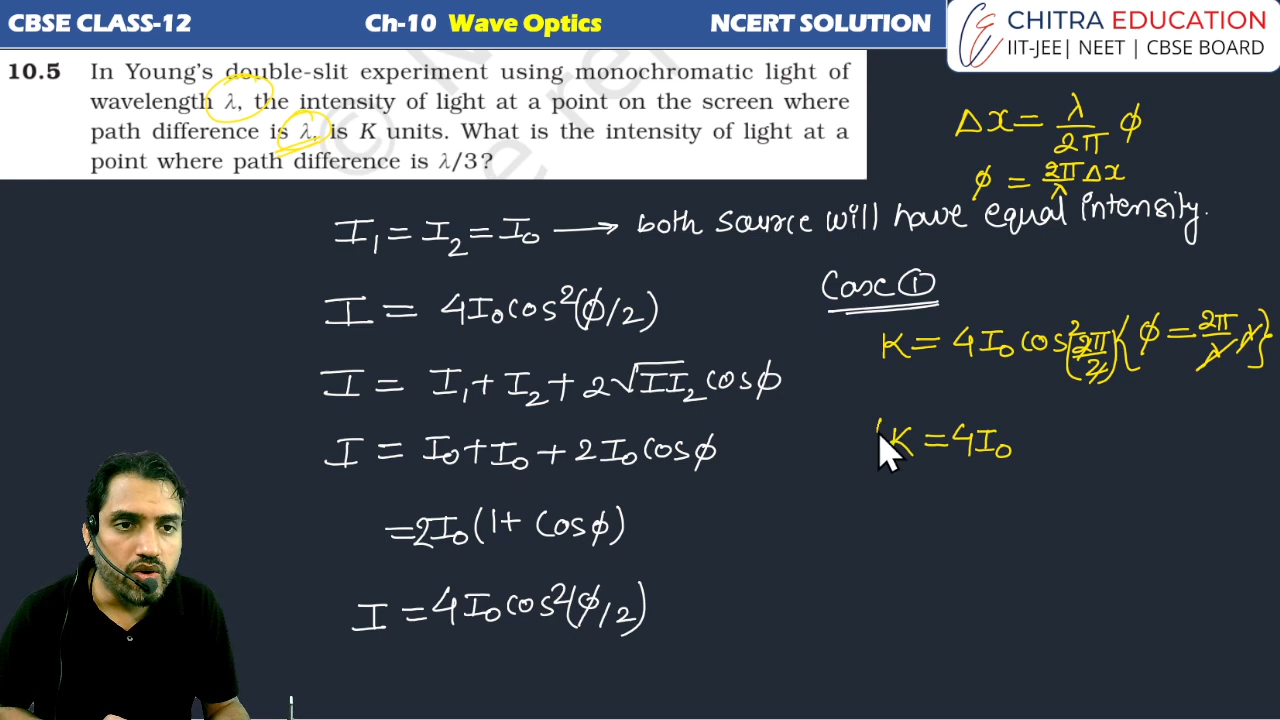 CBSE CLASS-12 Ch-10 Wave Optics NCERT SOLUTION
CHITRA EDUCATION
IIT-JEE| NEET | CBSE BOARD
10.5 In Young's double-slit experiment using monochromatic light of
wavelength λ, the intensity of light at a point on the screen where
path difference is λ, is K units. What is the intensity of light at a
point where path difference is λ/3?
Δx = λ/2π ϕ
ϕ = 2π/λ Δx
I₁ = I₂ = I₀ → both source will have equal intensity.
I = 4I₀cos²(ϕ/2)
I = I₁ + I₂ + 2√II₂ cosϕ
I = I₀ + I₀ + 2I₀cosϕ
=2I₀(1+ cosϕ)
I = 4I₀cos²(ϕ/2)
Case ①
K = 4I₀cos²(2π/2) {ϕ = 2π/λ λ}
K = 4I₀